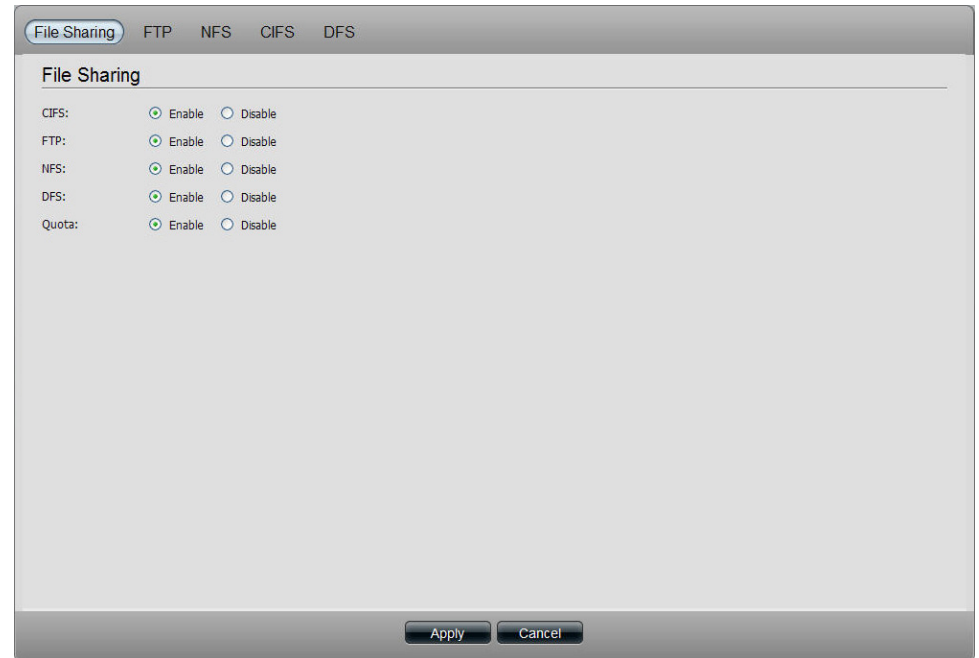 File Sharing FTP NFS CIFS DFS
File Sharing
CIFS: Enable Disable
FTP: Enable Disable
NFS: Enable Disable
DFS: Enable Disable
Quota: Enable Disable
Apply Cancel